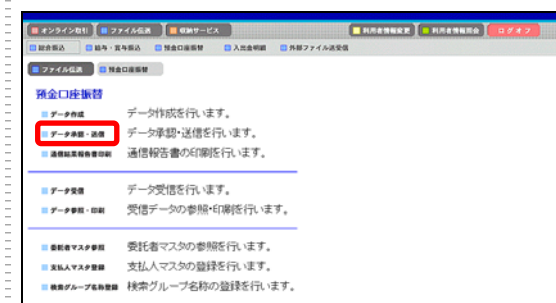 オンライン取引 ファイル伝送 収納サービス 利用者情報変更 利用者情報照会 ログオフ
総合振込 給与・賞与振込 預金口座振替 入出金明細 外部ファイル送受信
ファイル伝送 預金口座振替
預金口座振替
データ作成 データ作成を行います。
データ承認・送信 データ承認・送信を行います。
通信結果報告書印刷 通信報告書の印刷を行います。
データ受信 データ受信を行います。
データ参照・印刷 受信データの参照・印刷を行います。
委託者マスタ参照 委託者マスタの参照を行います。
支払人マスタ登録 支払人マスタの登録を行います。
検索グループ名称登録 検索グループ名称の登録を行います。